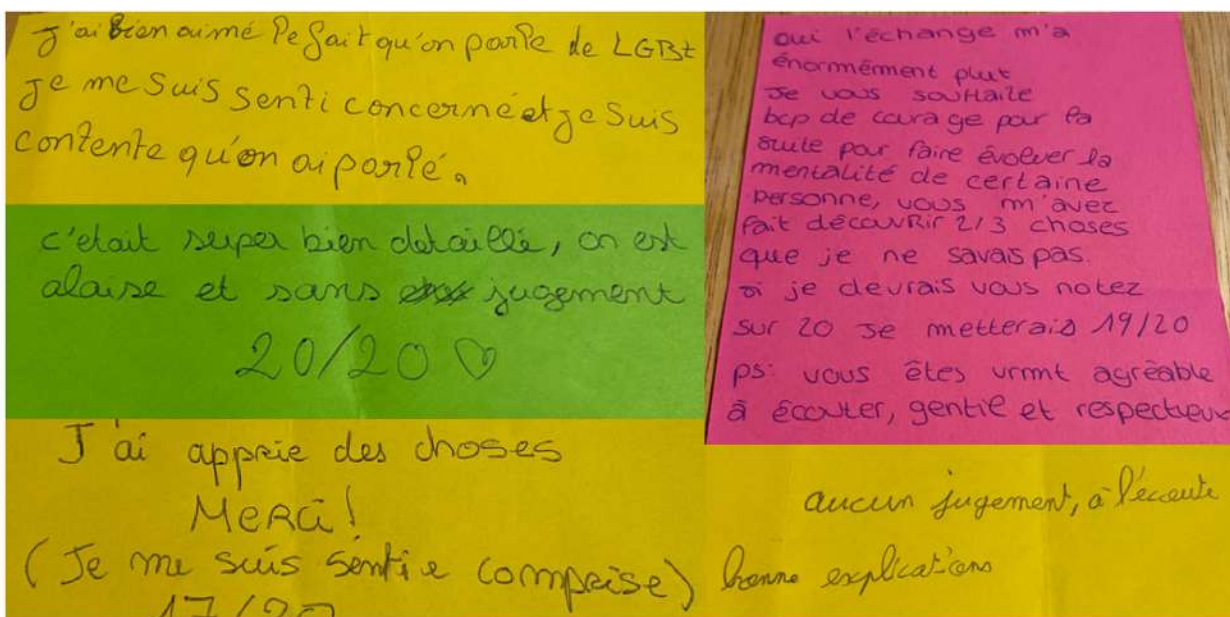 J'ai Bien aimé le fait qu'on parle de LGBt
Je me Suis senti concerné et je Suis
contente qu'on ai parlé.
c'etait super bien detaillé, on est
alaise et sans jugement
20/20 ♡
J'ai apprie des choses
MERCi!
(Je me suis sentie comprise)
17/20
oui l'échange m'a
énormément plut
Je vous souhaite
bcp de courage pour la
suite pour faire évoluer la
mentalité de certaine
personne, vous m'avez
fait découvrir 2/3 choses
que je ne savais pas.
si je devrais vous notez
sur 20 je metterais 19/20
ps: vous êtes vrmt agréable
à écouter, gentil et respectueux
aucun jugement, à l'écoute
bonne explications